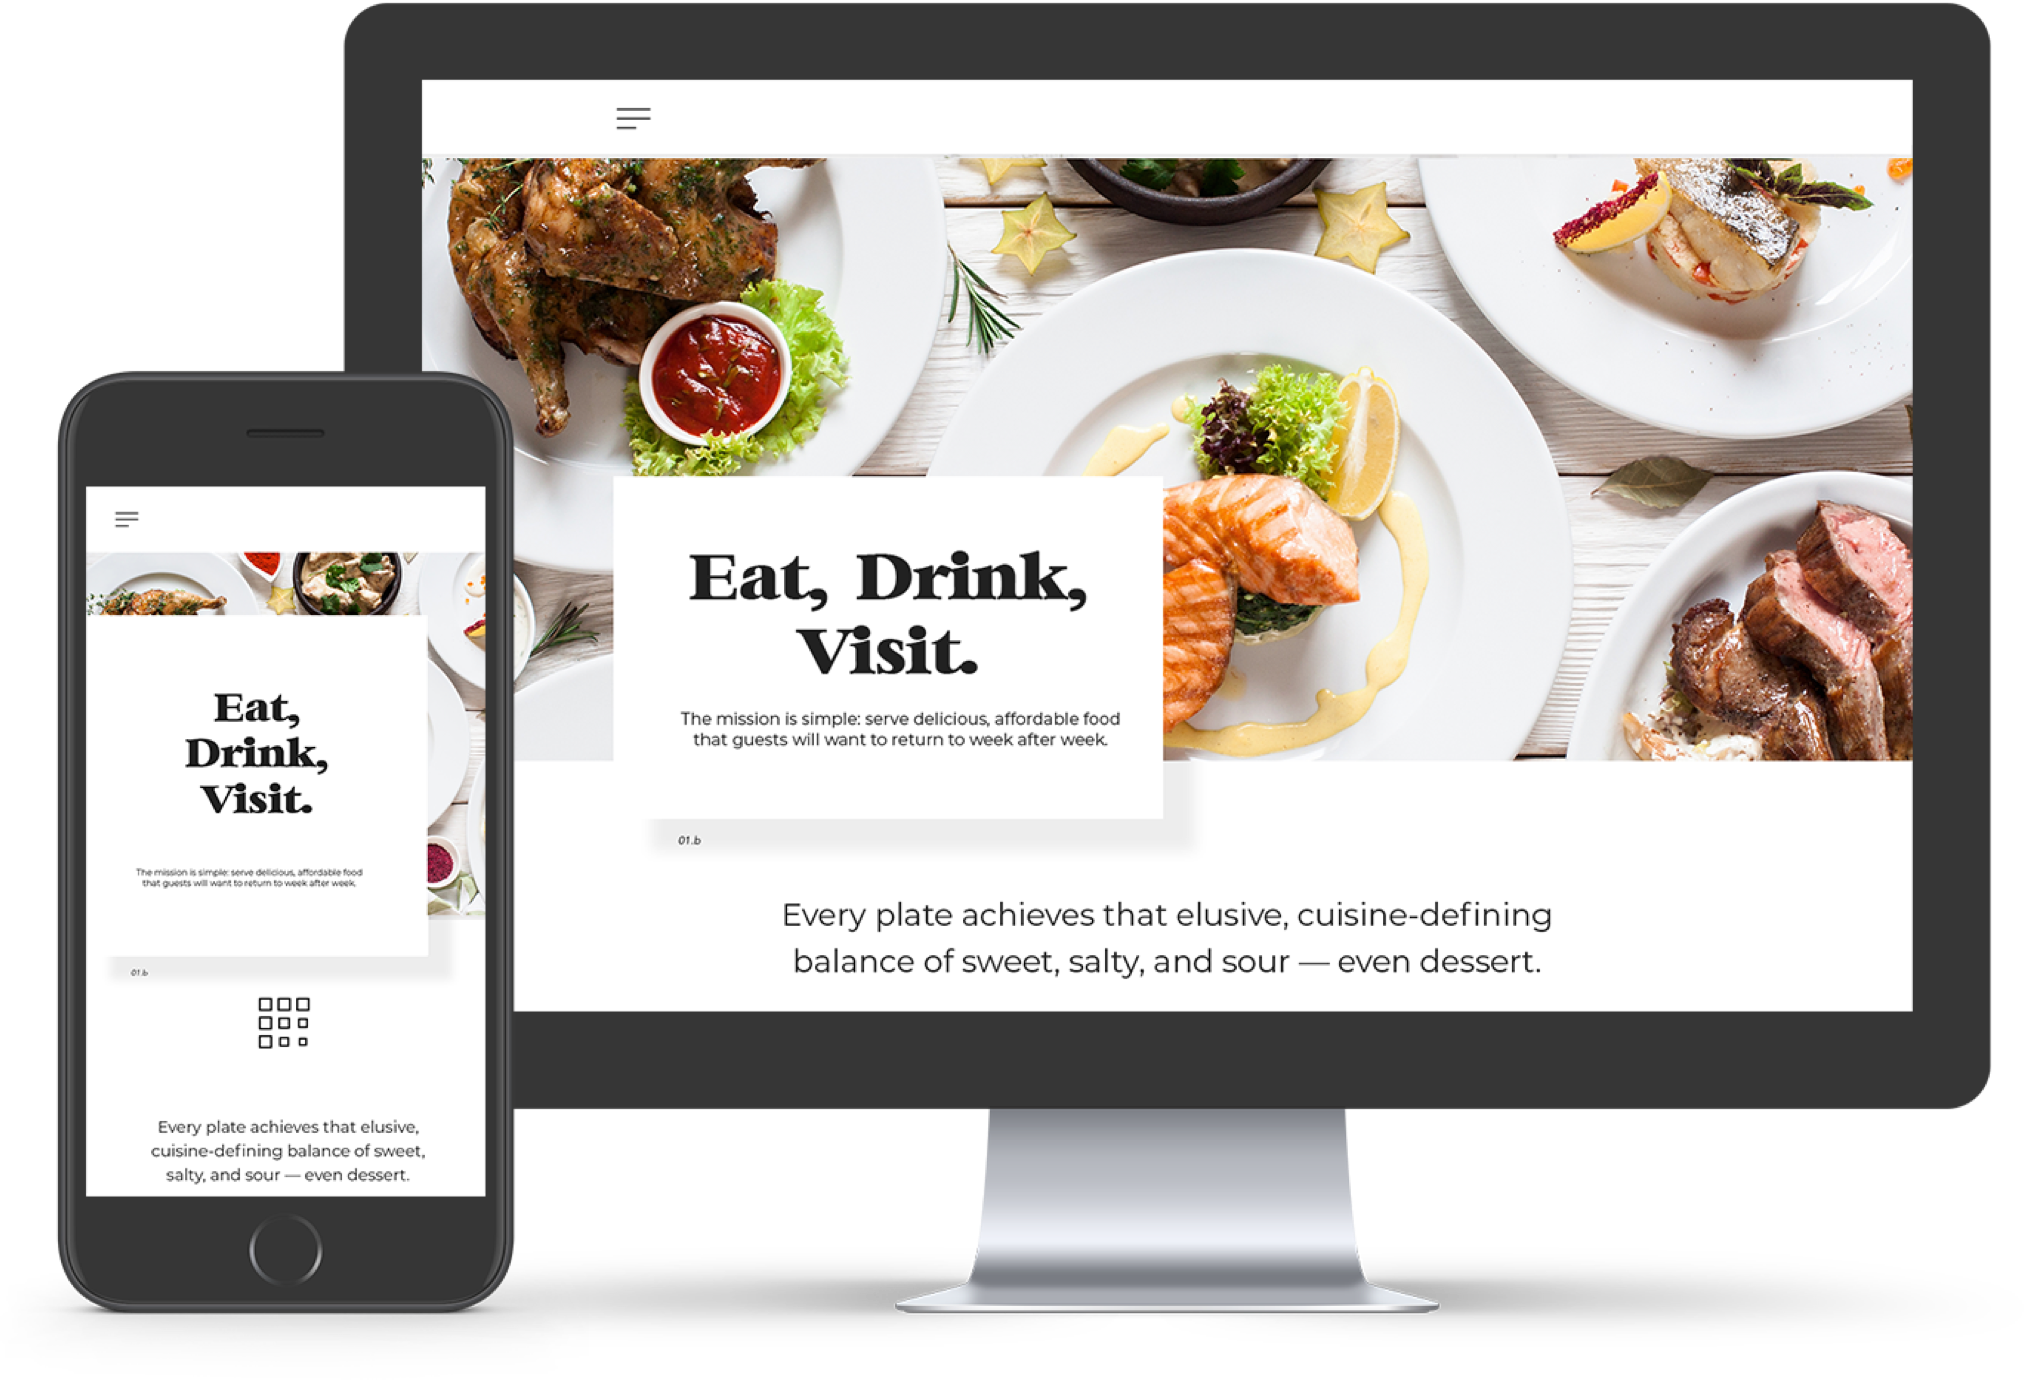 Eat, Drink,
Visit.
The mission is simple: serve delicious, affordable food
that guests will want to return to week after week.
01.b
Every plate achieves that elusive, cuisine-defining
balance of sweet, salty, and sour — even dessert.
Eat,
Drink,
Visit.
The mission is simple: serve delicious, affordable food
that guests will want to return to week after week.
01.b
Every plate achieves that elusive,
cuisine-defining balance of sweet,
salty, and sour — even dessert.